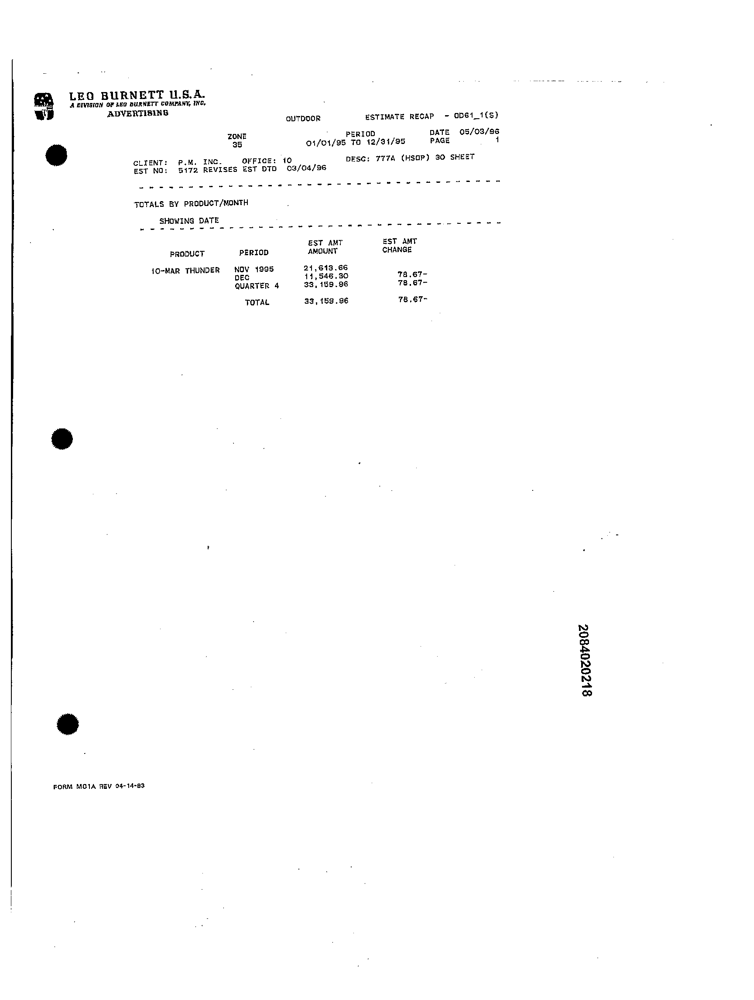 LEO BURNETT U.S.A.
A DIVISION OF LEO BURNETT COMPANY, INC.
ADVERTISING
OUTDOOR ESTIMATE RECAP - OD61_1(S)
ZONE PERIOD DATE 05/03/96
35 01/01/95 TO 12/31/95 PAGE 1
CLIENT: P.M. INC. OFFICE: 10 DESC: 777A (HSOP) 30 SHEET
EST NO: 5172 REVISES EST DTD 03/04/96
TOTALS BY PRODUCT/MONTH
SHOWING DATE
EST AMT EST AMT
PRODUCT PERIOD AMOUNT CHANGE
10-MAR THUNDER NOV 1995 21,613.66
DEC 11,546.30 78.67-
QUARTER 4 33,159.96 78.67-
TOTAL 33,159.96 78.67-
2084020218
FORM M01A REV 04-14-83